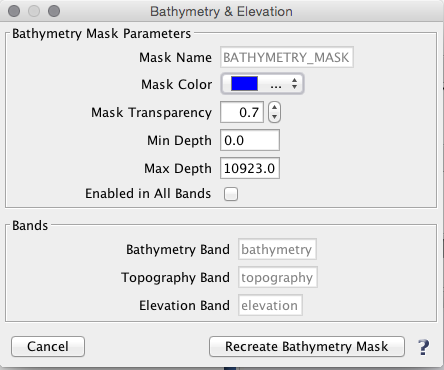 Bathymetry & Elevation
Bathymetry Mask Parameters
Mask Name BATHYMETRY_MASK
Mask Color ...
Mask Transparency 0.7
Min Depth 0.0
Max Depth 10923.0
Enabled in All Bands
Bands
Bathymetry Band bathymetry
Topography Band topography
Elevation Band elevation
Cancel Recreate Bathymetry Mask ?